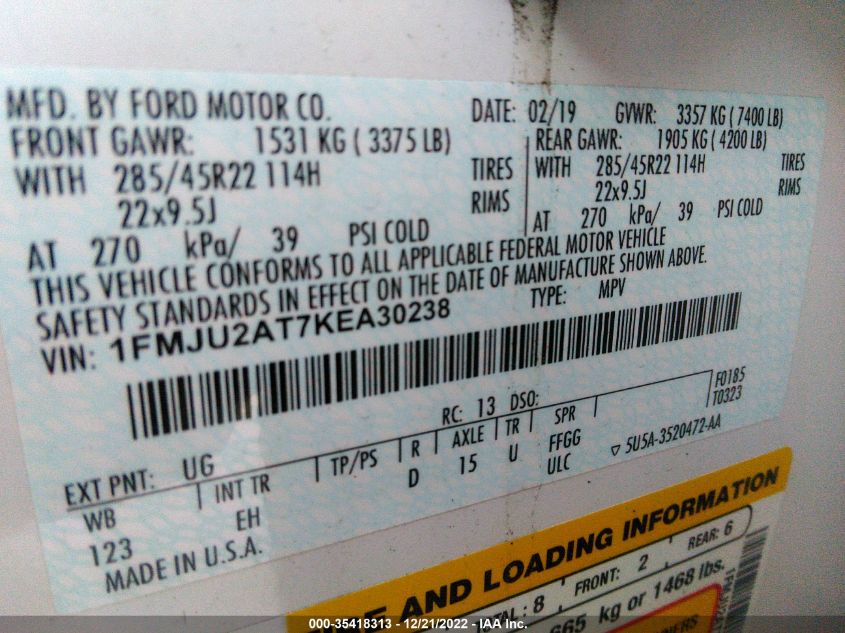 MFD. BY FORD MOTOR CO. DATE: 02/19 GVWR: 3357 KG (7400 LB)
FRONT GAWR: 1531 KG (3375 LB) REAR GAWR: 1905 KG (4200 LB)
WITH 285/45R22 114H TIRES WITH 285/45R22 114H TIRES
22x9.5J RIMS 22x9.5J RIMS
AT 270 kPa/ 39 PSI COLD AT 270 kPa/ 39 PSI COLD
THIS VEHICLE CONFORMS TO ALL APPLICABLE FEDERAL MOTOR VEHICLE
SAFETY STANDARDS IN EFFECT ON THE DATE OF MANUFACTURE SHOWN ABOVE.
VIN: 1FMJU2AT7KEA30238 TYPE: MPV
F0185
T0323
RC: 13 DSO:
EXT PNT: UG
WB INT TR TP/PS R AXLE TR SPR
123 EH D 15 U FFGG
ULC
▽ 5U5A-3520472-AA
MADE IN U.S.A.
AND LOADING INFORMATION
: 8 FRONT: 2 REAR: 6
kg or 1468 lbs.
000-35418313 - 12/21/2022 - IAA Inc.